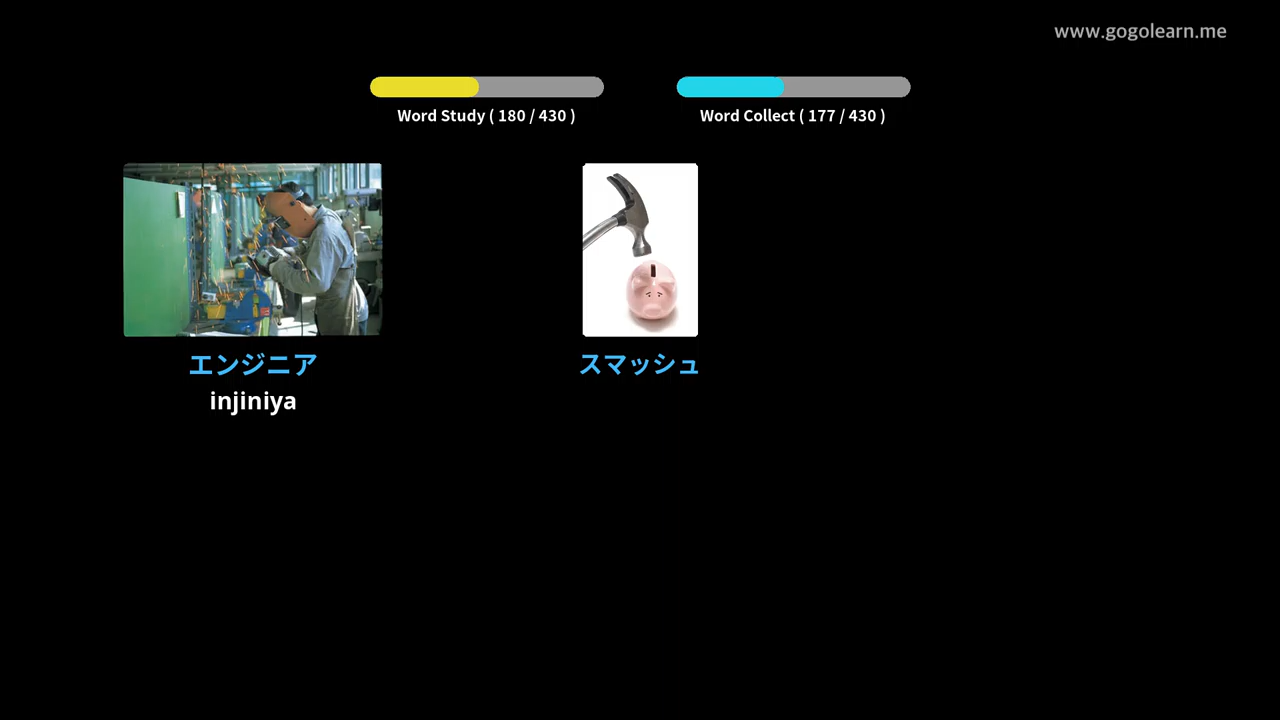 www.gogolearn.me
Word Study ( 180 / 430 )
Word Collect ( 177 / 430 )
エンジニア
injiniya
スマッシュ